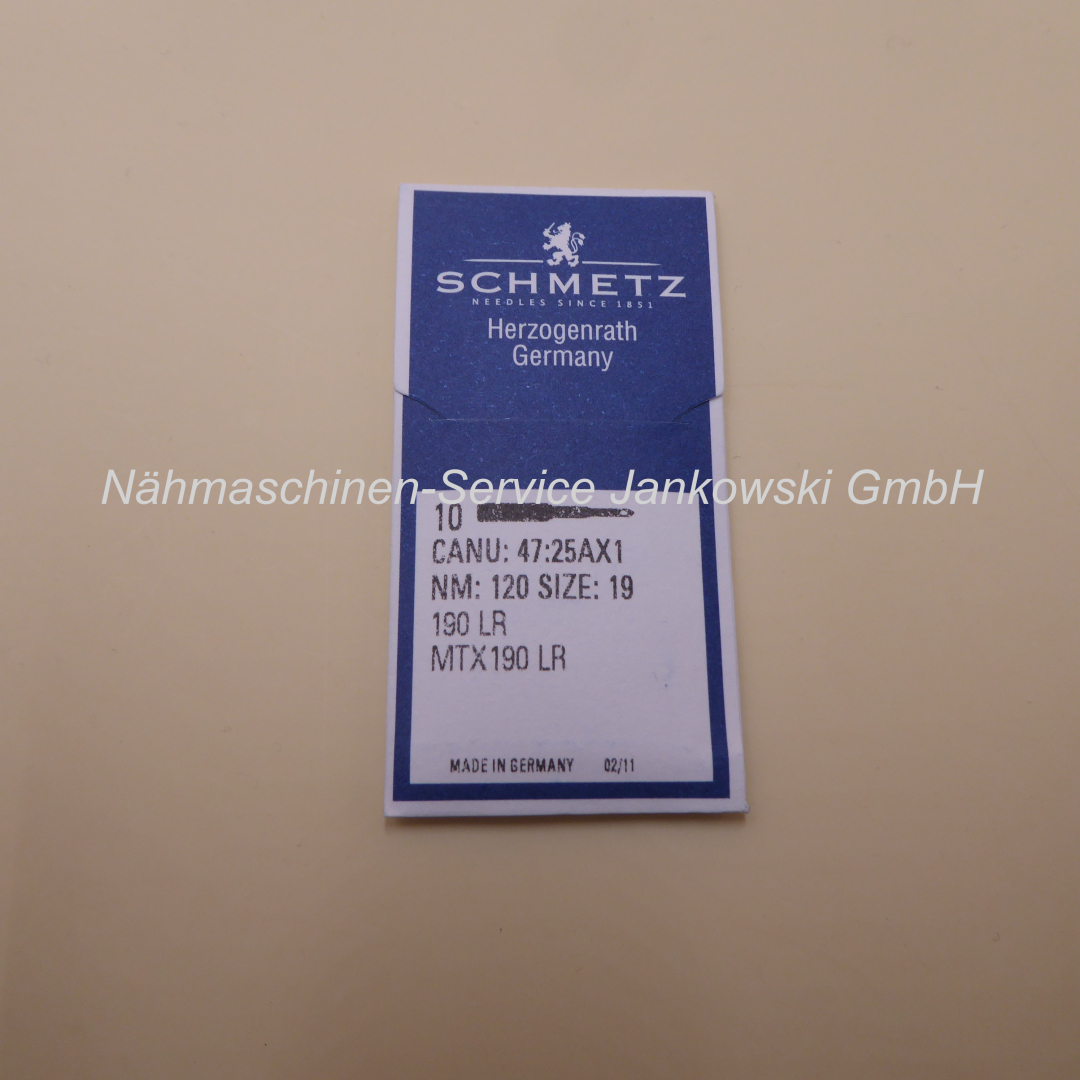 SCHMETZ
NEEDLES SINCE 1851
Herzogenrath
Germany
Nähmaschinen-Service Jankowski GmbH
10
CANU: 47:25AX1
NM: 120 SIZE: 19
190 LR
MTX190 LR
MADE IN GERMANY 02/11